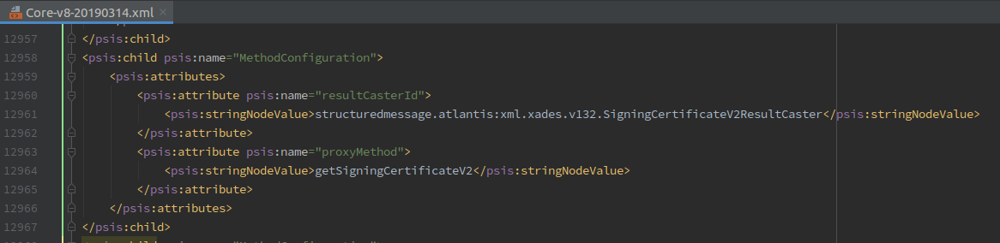 Core-v8-20190314.xml
12957 </psis:child>
12958 <psis:child psis:name="MethodConfiguration">
12959 <psis:attributes>
12960 <psis:attribute psis:name="resultCasterId">
12961 <psis:stringNodeValue>structuredmessage.atlantis:xml.xades.v132.SigningCertificateV2ResultCaster</psis:stringNodeValue>
12962 </psis:attribute>
12963 <psis:attribute psis:name="proxyMethod">
12964 <psis:stringNodeValue>getSigningCertificateV2</psis:stringNodeValue>
12965 </psis:attribute>
12966 </psis:attributes>
12967 </psis:child>